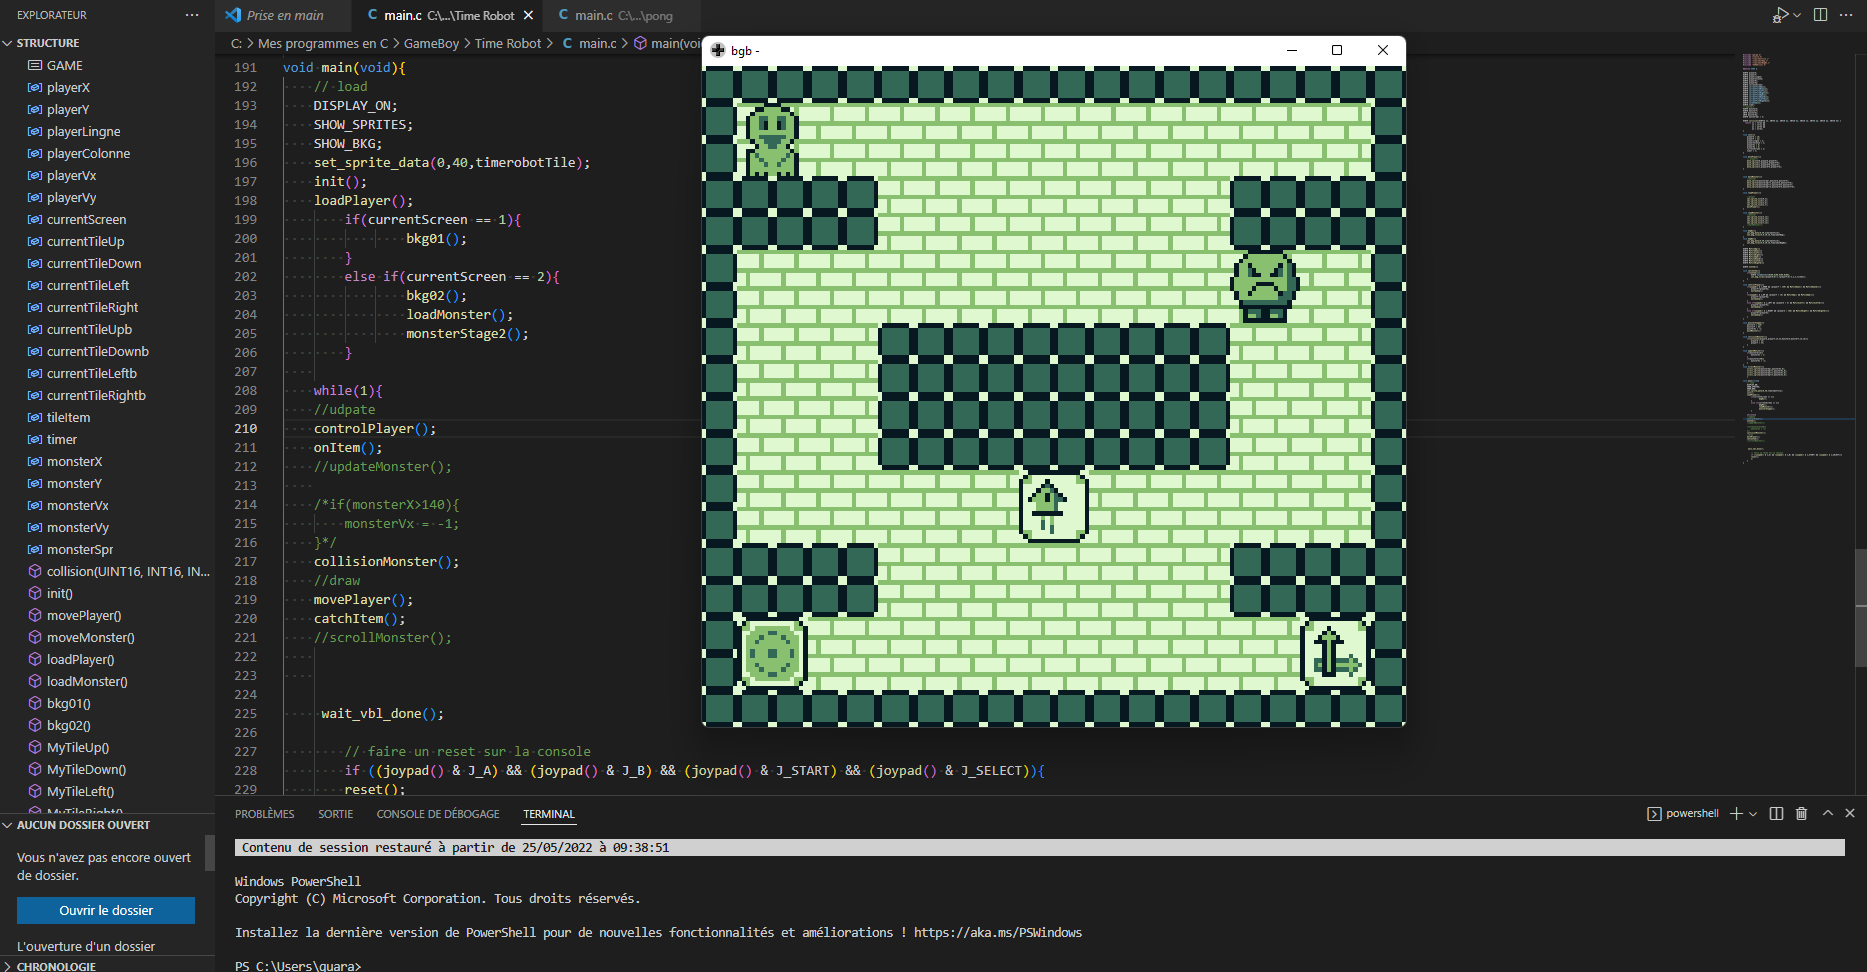 EXPLORATEUR
STRUCTURE
GAME
playerX
playerY
playerLingne
playerColonne
playerVx
playerVy
currentScreen
currentTileUp
currentTileDown
currentTileLeft
currentTileRight
currentTileUpb
currentTileDownb
currentTileLeftb
currentTileRightb
tileItem
timer
monsterX
monsterY
monsterVx
monsterVy
monsterSpr
collision(UINT16, INT16, IN...
init()
movePlayer()
moveMonster()
loadPlayer()
loadMonster()
bkg01()
bkg02()
MyTileUp()
MyTileDown()
MyTileLeft()
MyTileRight()
AUCUN DOSSIER OUVERT
Vous n'avez pas encore ouvert
de dossier.
Ouvrir le dossier
L'ouverture d'un dossier
CHRONOLOGIE
Prise en main
C main.c C:\...\Time Robot
C main.c C:\...\pong
C: > Mes programmes en C > GameBoy > Time Robot > C main.c > main(voi
bgb -
191 void main(void){
192 // load
193 DISPLAY_ON;
194 SHOW_SPRITES;
195 SHOW_BKG;
196 set_sprite_data(0,40,timerobotTile);
197 init();
198 loadPlayer();
199 if(currentScreen == 1){
200 bkg01();
201 }
202 else if(currentScreen == 2){
203 bkg02();
204 loadMonster();
205 monsterStage2();
206 }
207
208 while(1){
209 //udpate
210 controlPlayer();
211 onItem();
212 //updateMonster();
213
214 /*if(monsterX>140){
215 monsterVx = -1;
216 }*/
217 collisionMonster();
218 //draw
219 movePlayer();
220 catchItem();
221 //scrollMonster();
222
223
224
225 wait_vbl_done();
226
227 // faire un reset sur la console
228 if ((joypad() & J_A) && (joypad() & J_B) && (joypad() & J_START) && (joypad() & J_SELECT)){
229 reset();
PROBLÈMES SORTIE CONSOLE DE DÉBOGAGE TERMINAL
powershell
Contenu de session restauré à partir de 25/05/2022 à 09:38:51
Windows PowerShell
Copyright (C) Microsoft Corporation. Tous droits réservés.
Installez la dernière version de PowerShell pour de nouvelles fonctionnalités et améliorations ! https://aka.ms/PSWindows
PS C:\Users\guara>